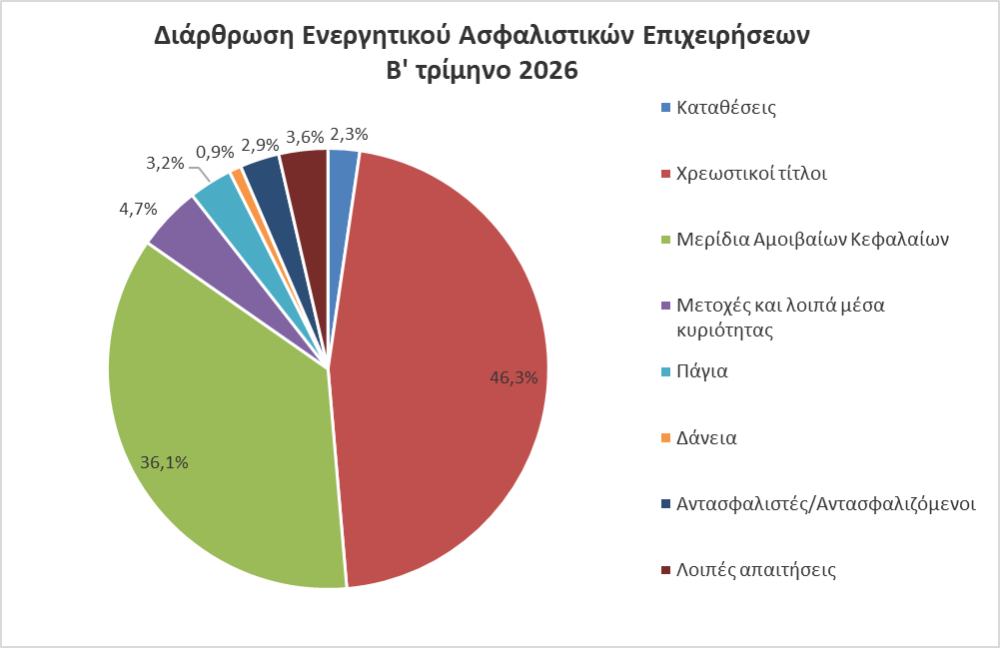 Διάρθρωση Ενεργητικού Ασφαλιστικών Επιχειρήσεων
Β' τρίμηνο 2026
2,3%
46,3%
36,1%
4,7%
3,2%
0,9%
2,9%
3,6%
Καταθέσεις
Χρεωστικοί τίτλοι
Μερίδια Αμοιβαίων Κεφαλαίων
Μετοχές και λοιπά μέσα
κυριότητας
Πάγια
Δάνεια
Αντασφαλιστές/Αντασφαλιζόμενοι
Λοιπές απαιτήσεις